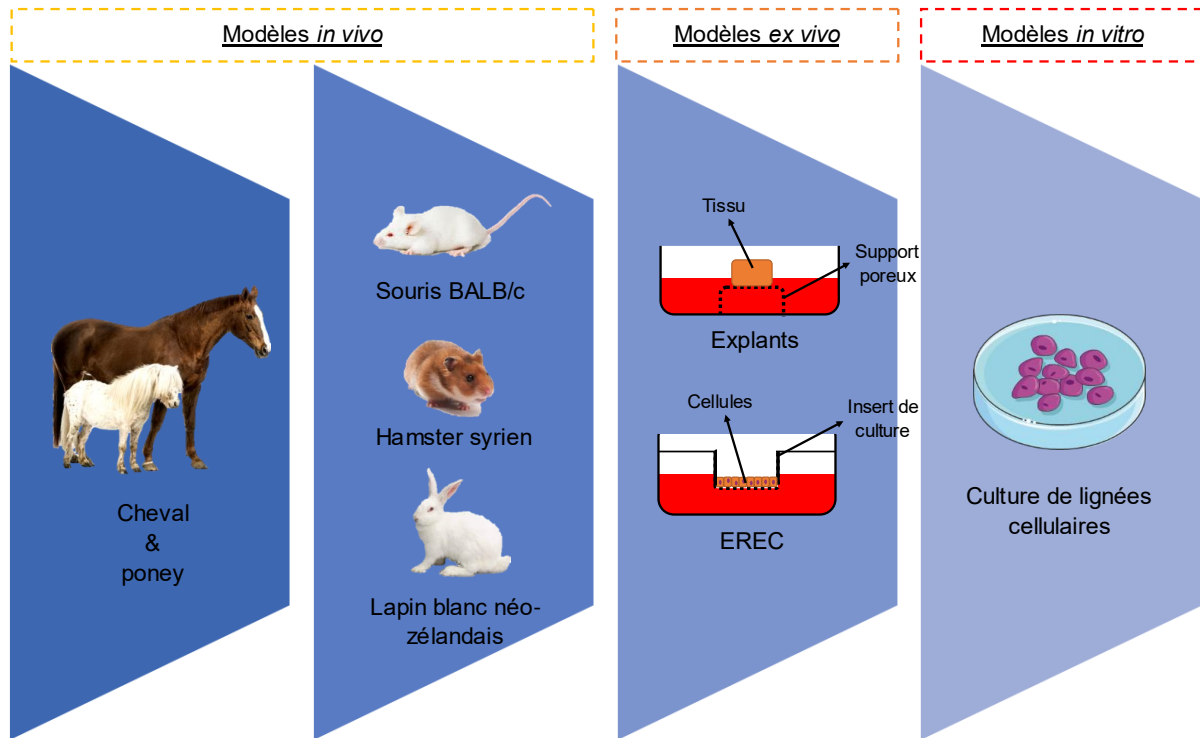 Modèles in vivo
Modèles ex vivo
Modèles in vitro
Cheval
&
poney
Souris BALB/c
Hamster syrien
Lapin blanc néo-
zélandais
Tissu
Support
poreux
Explants
Cellules
Insert de
culture
EREC
Culture de lignées
cellulaires